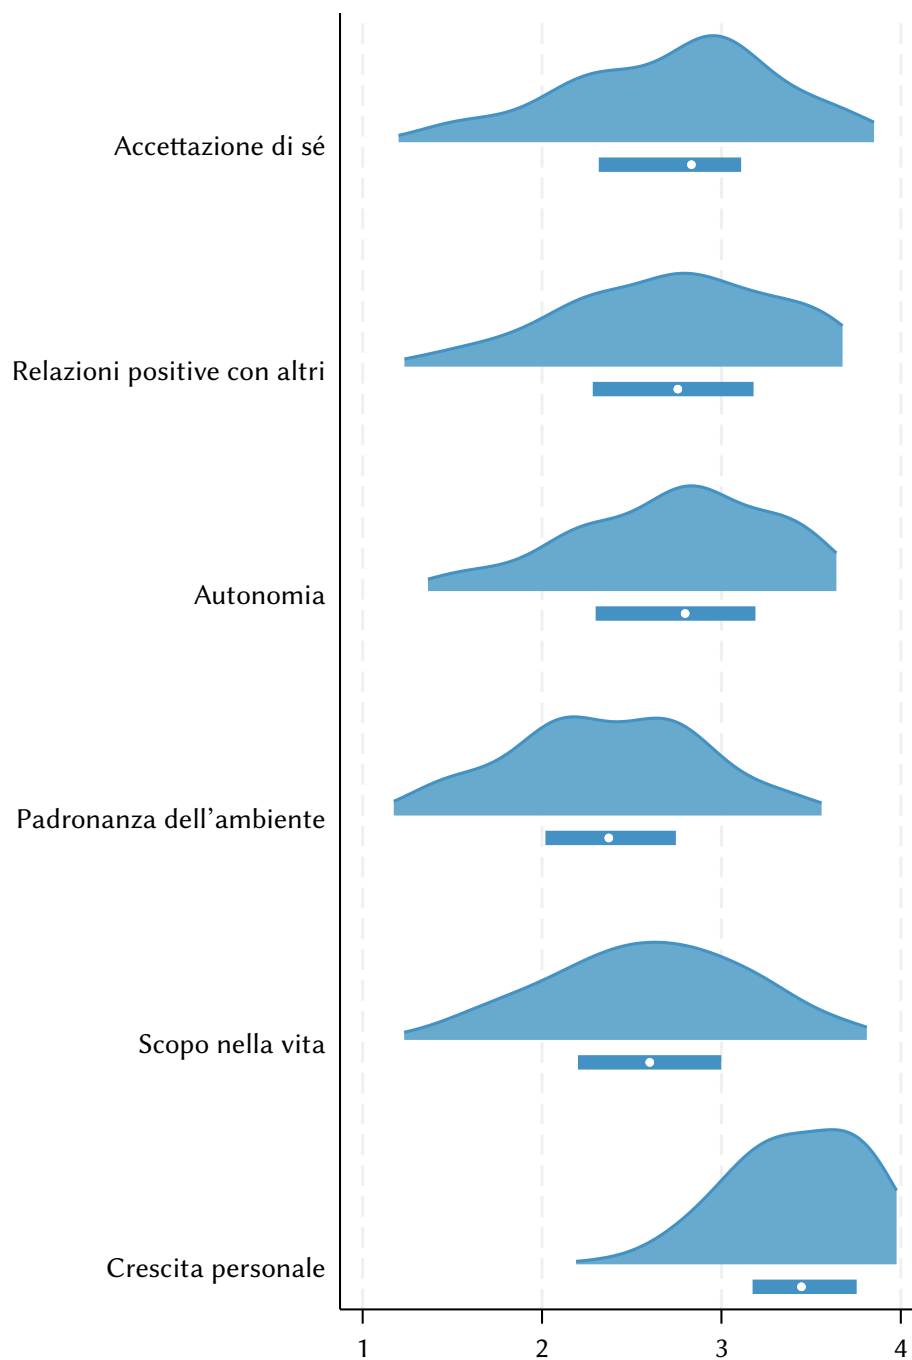 Accettazione di sé
Relazioni positive con altri
Autonomia
Padronanza dell’ambiente
Scopo nella vita
Crescita personale
1 2 3 4